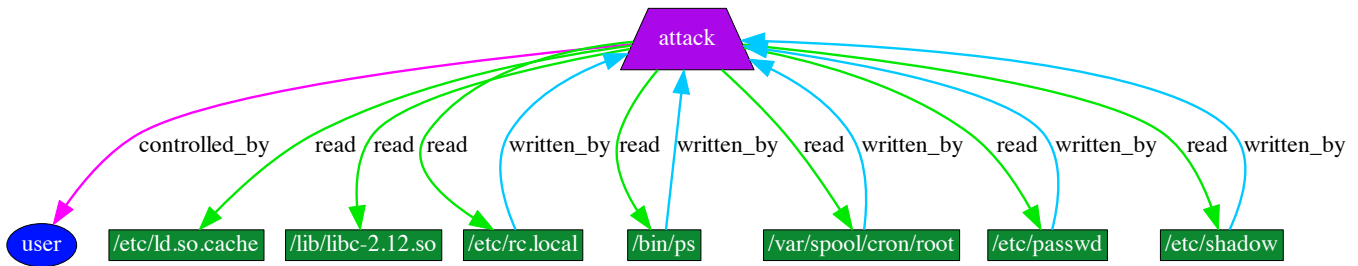 attack
controlled_by read read read written_by read written_by read written_by read written_by read written_by
user /etc/ld.so.cache /lib/libc-2.12.so /etc/rc.local /bin/ps /var/spool/cron/root /etc/passwd /etc/shadow